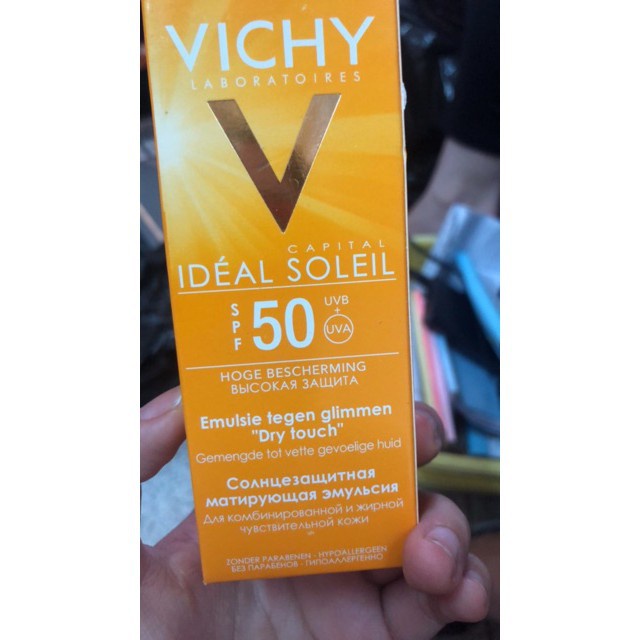 VICHY
LABORATOIRES
V
CAPITAL
IDÉAL SOLEIL
SPF 50 UVB + UVA
HOGE BESCHERMING
ВЫСОКАЯ ЗАЩИТА
Emulsie tegen glimmen
"Dry touch"
Gemengde tot vette gevoelige huid
Солнцезащитная
матирующая эмульсия
Для комбинированной и жирной
чувствительной кожи
ZONDER PARABENEN - HYPOALLERGEEN
БЕЗ ПАРАБЕНОВ - ГИПОАЛЛЕРГЕННО